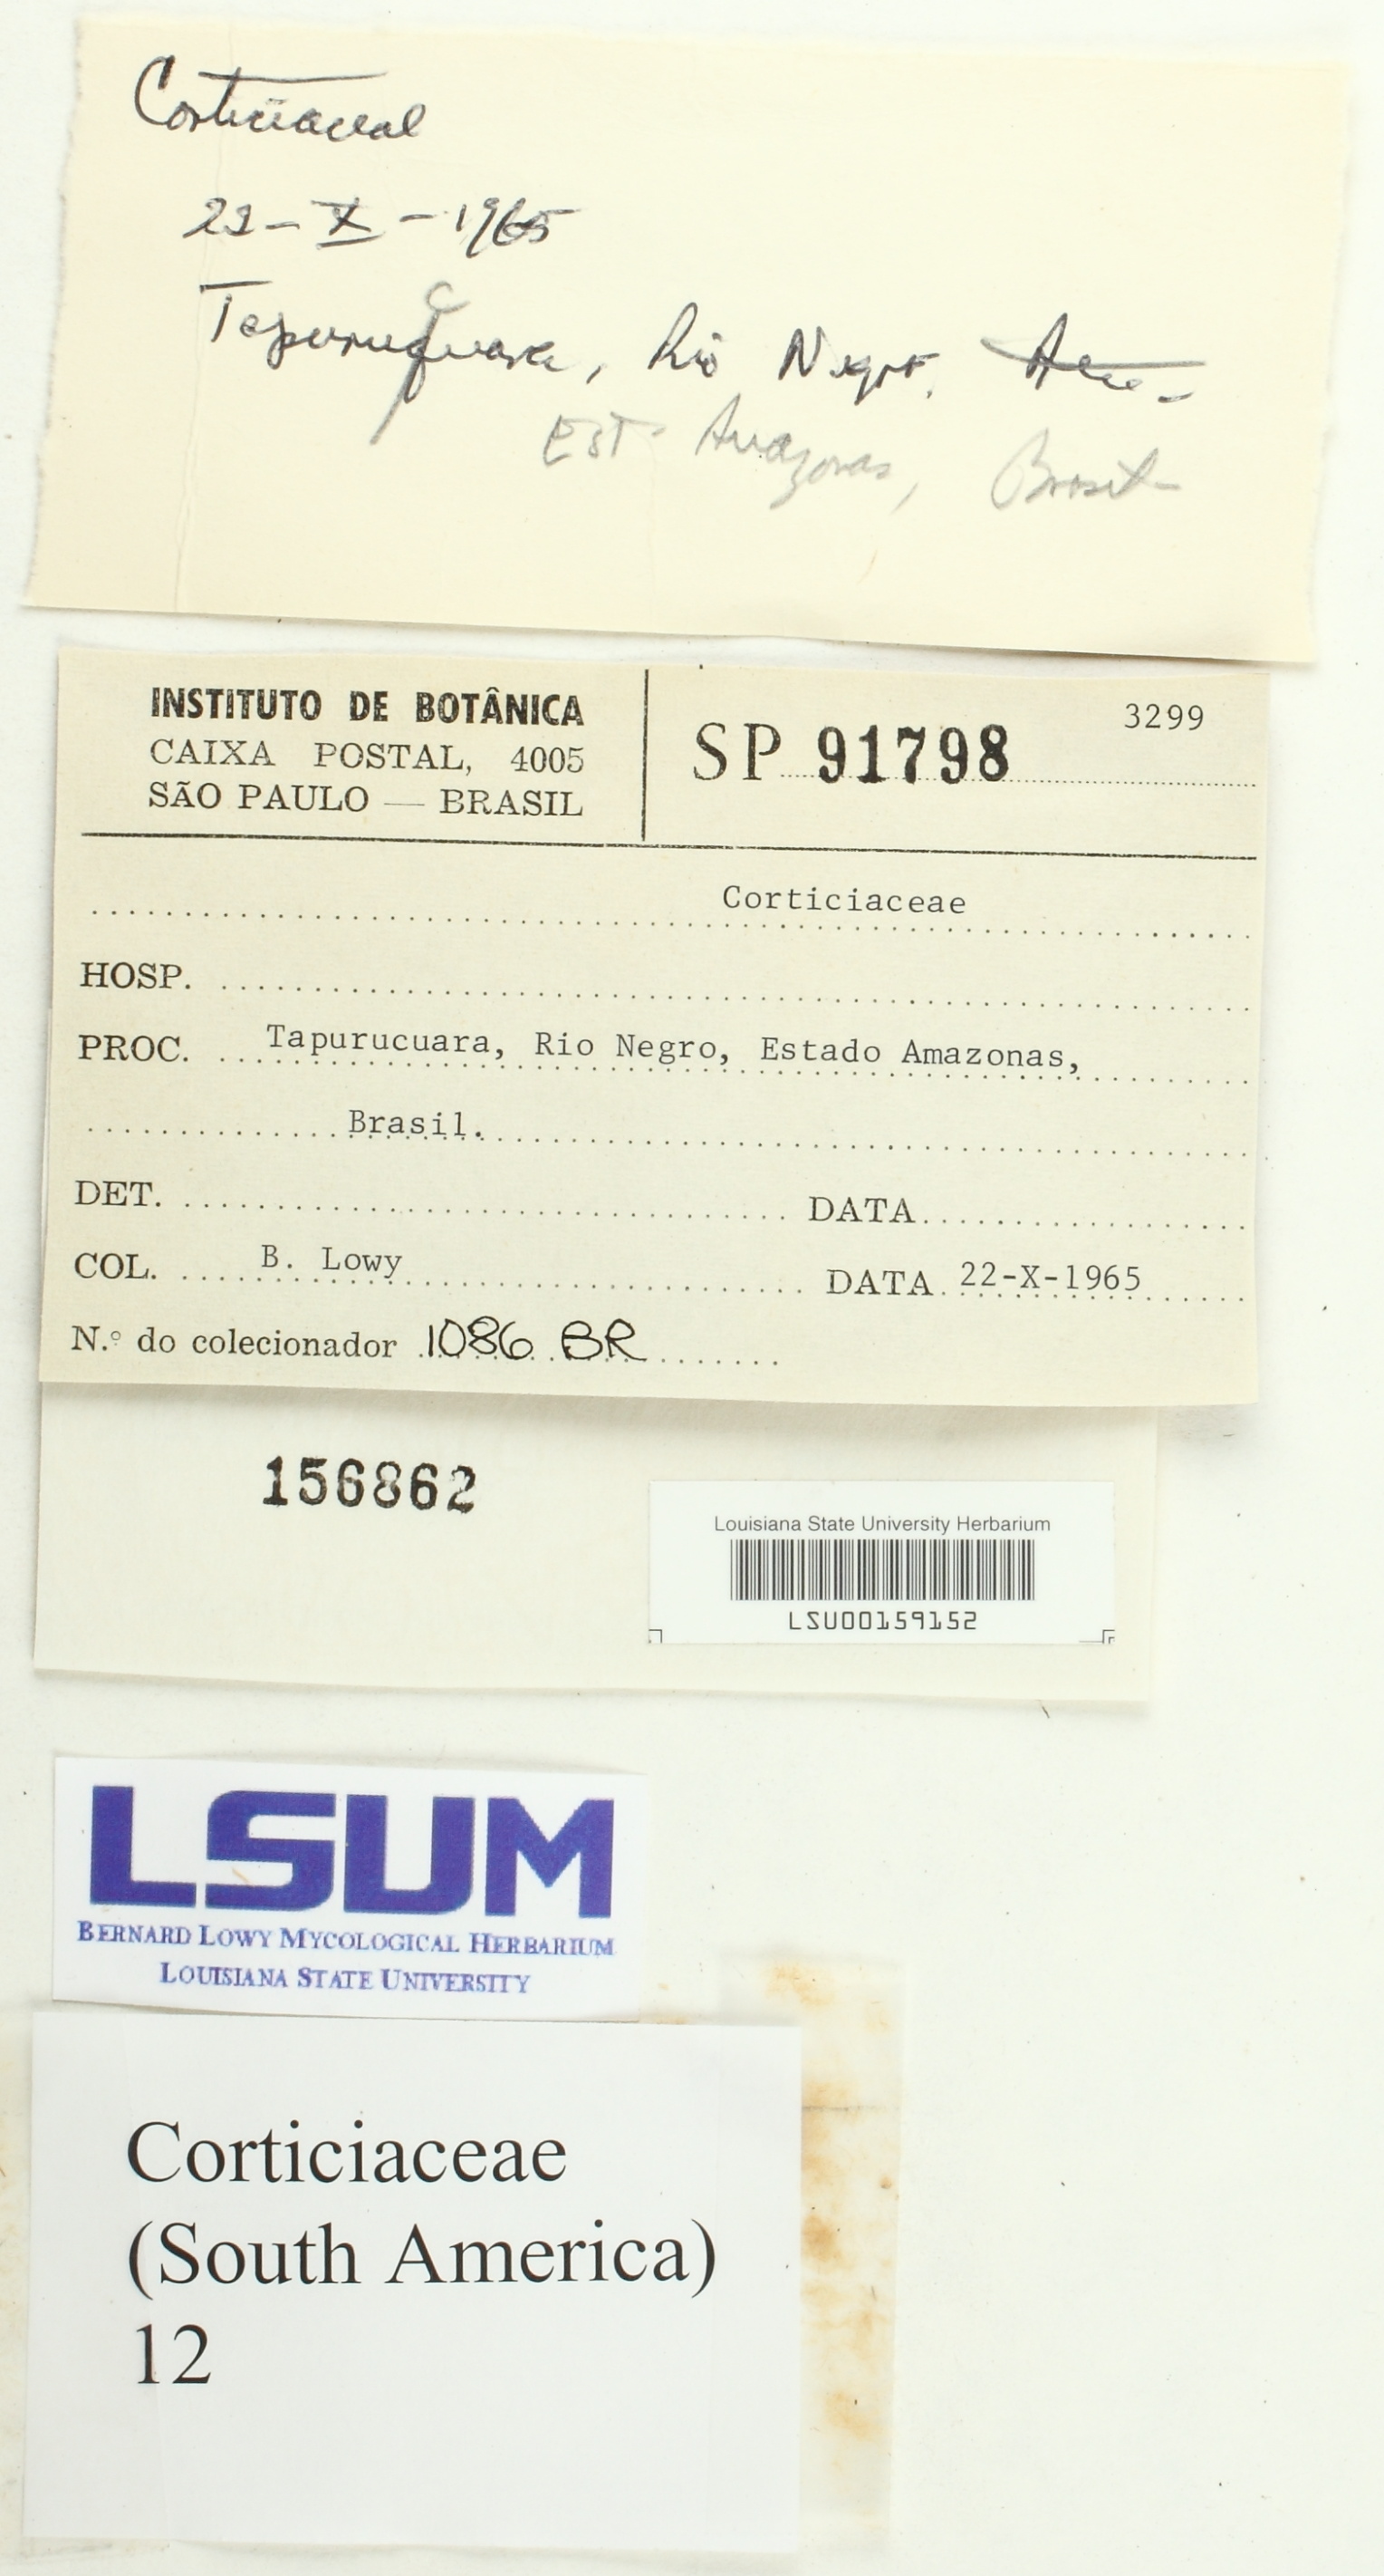 Corticiaceae
22-X-1965
Tapuruquara, Rio Negro,
c
Est. Amazonas, Brasil
INSTITUTO DE BOTÂNICA
CAIXA POSTAL, 4005
SÃO PAULO — BRASIL
SP 91798
3299
Corticiaceae
HOSP.
PROC. Tapurucuara, Rio Negro, Estado Amazonas,
Brasil.
DET. DATA
COL. B. Lowy DATA 22-X-1965
N.º do colecionador 1086 BR
156862
Louisiana State University Herbarium
LSU00159152
LSUM
BERNARD LOWY MYCOLOGICAL HERBARIUM
LOUISIANA STATE UNIVERSITY
Corticiaceae
(South America)
12